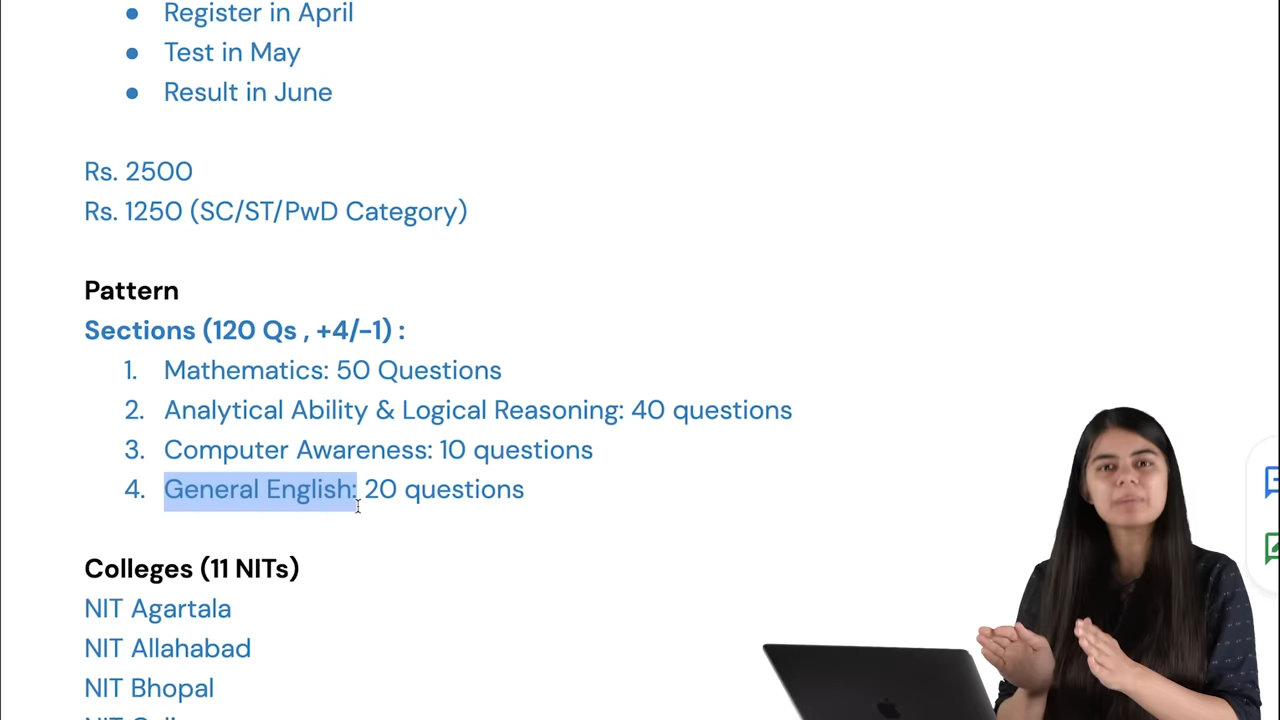 ● Register in April
● Test in May
● Result in June
Rs. 2500
Rs. 1250 (SC/ST/PwD Category)
Pattern
Sections (120 Qs , +4/-1) :
1. Mathematics: 50 Questions
2. Analytical Ability & Logical Reasoning: 40 questions
3. Computer Awareness: 10 questions
4. General English: 20 questions
Colleges (11 NITs)
NIT Agartala
NIT Allahabad
NIT Bhopal